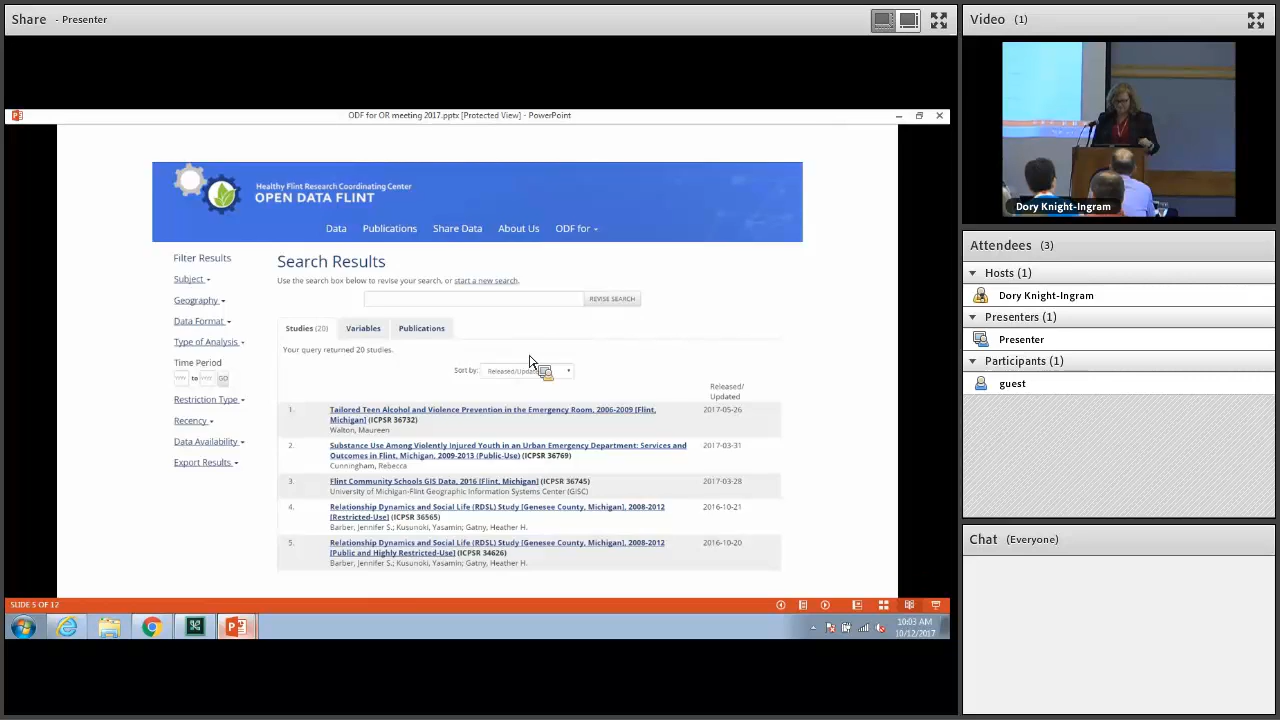 Share - Presenter
ODF for OR meeting 2017.pptx [Protected View] - PowerPoint
Healthy Flint Research Coordinating Center
OPEN DATA FLINT
Data Publications Share Data About Us ODF for
Filter Results
Subject
Geography
Data Format
Type of Analysis
Time Period
to GO
Restriction Type
Recency
Data Availability
Export Results
Search Results
Use the search box below to revise your search, or start a new search.
REVISE SEARCH
Studies (20) Variables Publications
Your query returned 20 studies.
Sort by:
Released/
Updated
1. Tailored Teen Alcohol and Violence Prevention in the Emergency Room, 2006-2009 [Flint, 2017-05-26
Michigan] (ICPSR 36732)
Walton, Maureen
2. Substance Use Among Violently Injured Youth in an Urban Emergency Department: Services and 2017-03-31
Outcomes in Flint, Michigan, 2009-2013 (Public-Use) (ICPSR 36769)
Cunningham, Rebecca
3. Flint Community Schools GIS Data, 2016 [Flint, Michigan] (ICPSR 36745) 2017-03-28
University of Michigan-Flint Geographic Information Systems Center (GISC)
4. Relationship Dynamics and Social Life (RDSL) Study [Genesee County, Michigan], 2008-2012 2016-10-21
[Restricted-Use] (ICPSR 36565)
Barber, Jennifer S.; Kusunoki, Yasamin; Gatny, Heather H.
5. Relationship Dynamics and Social Life (RDSL) Study [Genesee County, Michigan], 2008-2012 2016-10-20
[Public and Highly Restricted-Use] (ICPSR 34626)
Barber, Jennifer S.; Kusunoki, Yasamin; Gatny, Heather H.
SLIDE 5 OF 12
10:03 AM
10/12/2017
Video (1)
Dory Knight-Ingram
Attendees (3)
Hosts (1)
Dory Knight-Ingram
Presenters (1)
Presenter
Participants (1)
guest
Chat (Everyone)